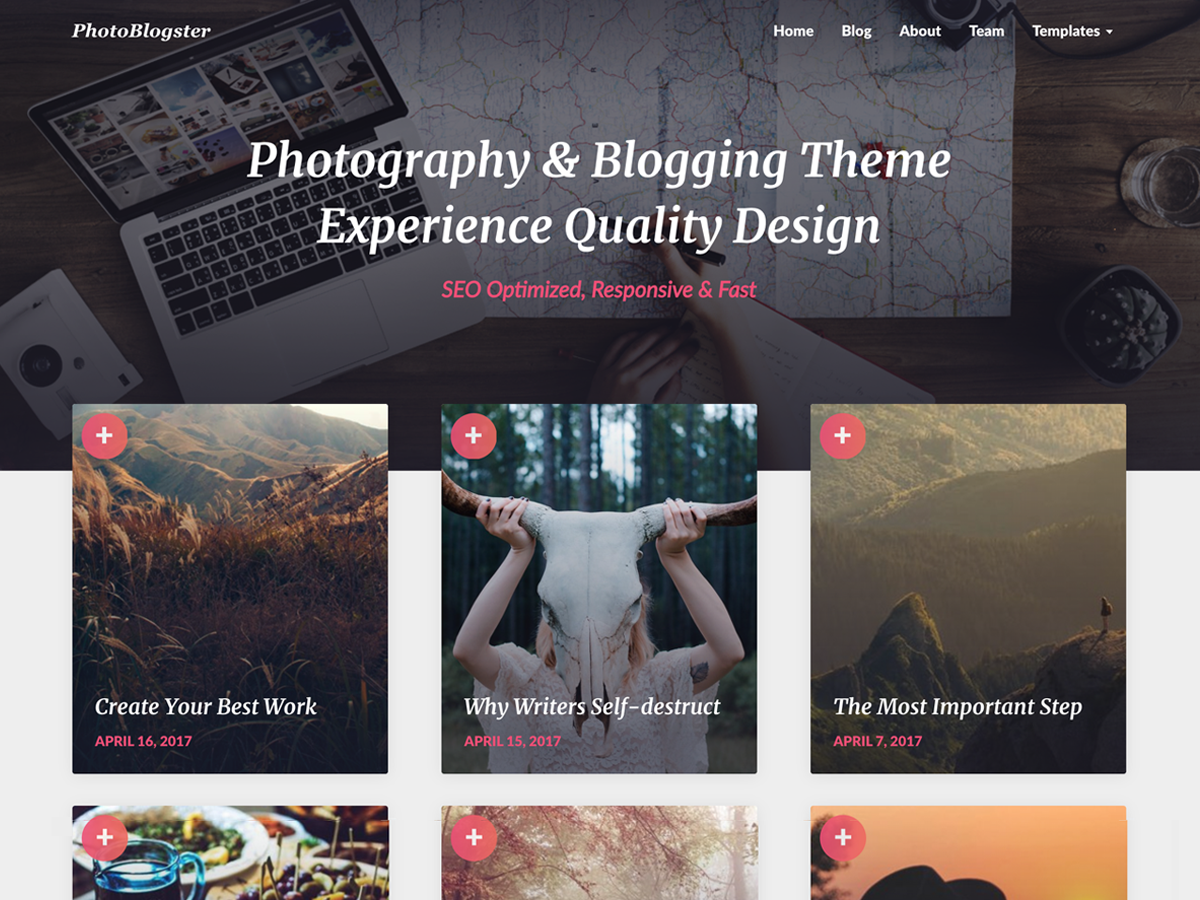 PhotoBlogster
Home Blog About Team Templates
Photography & Blogging Theme
Experience Quality Design
SEO Optimized, Responsive & Fast
Create Your Best Work
APRIL 16, 2017
Why Writers Self-destruct
APRIL 15, 2017
The Most Important Step
APRIL 7, 2017